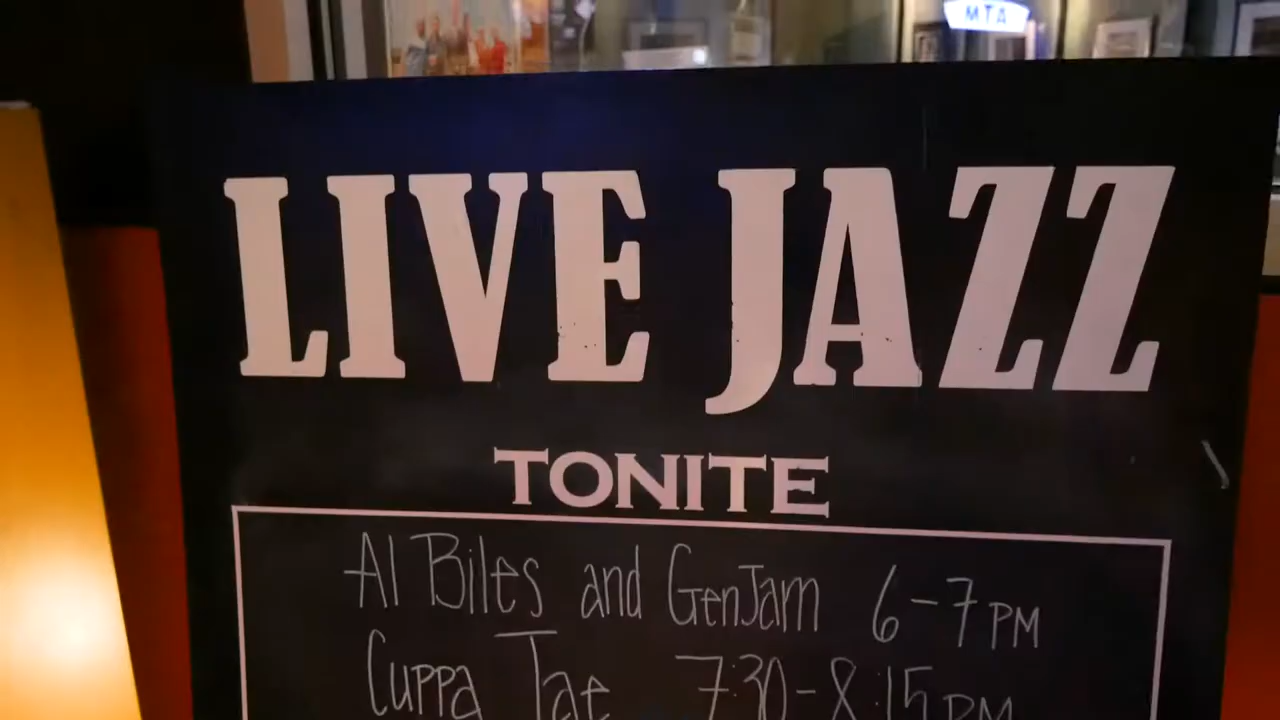 MTA
LIVE JAZZ
TONITE
Al Biles and GenJam 6-7 PM
Cuppa Tae 7:30-8:15 PM